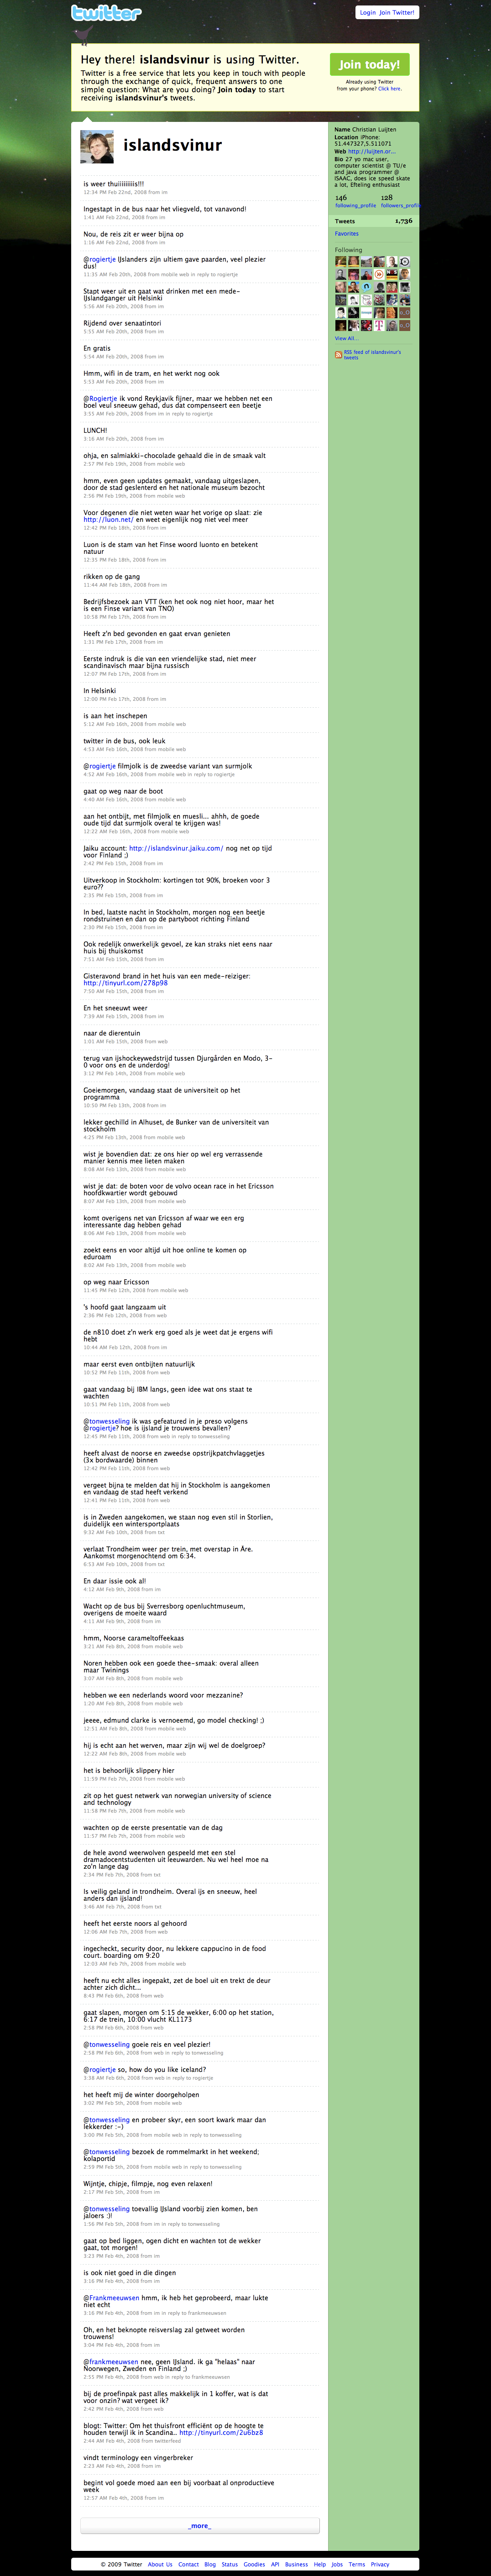 twitter
Login Join Twitter!
Hey there! islandsvinur is using Twitter.
Twitter is a free service that lets you keep in touch with people
through the exchange of quick, frequent answers to one
simple question: What are you doing? Join today to start
receiving islandsvinur's tweets.
Join today!
Already using Twitter
from your phone? Click here.
islandsvinur
is weer thuiiiiiiiis!!!
12:34 PM Feb 22nd, 2008 from im
Ingestapt in de bus naar het vliegveld, tot vanavond!
1:41 AM Feb 22nd, 2008 from im
Nou, de reis zit er weer bijna op
1:16 AM Feb 22nd, 2008 from im
@rogiertje IJslanders zijn ultiem gave paarden, veel plezier
dus!
11:15 AM Feb 20th, 2008 from mobile web in reply to rogiertje
Stapt weer uit en gaat wat drinken met een mede-
IJslandganger uit Helsinki
5:56 AM Feb 20th, 2008 from im
Rijdend over senaatintori
5:55 AM Feb 20th, 2008 from im
En gratis
5:54 AM Feb 20th, 2008 from im
Hmm, wifi in de tram, en het werkt nog ook
5:53 AM Feb 20th, 2008 from im
@Rogiertje ik vond Reykjavik fijner, maar we hebben net een
boel veul sneeuw gehad, dus dat compenseert een beetje
3:55 AM Feb 20th, 2008 from im in reply to rogiertje
LUNCH!
3:16 AM Feb 20th, 2008 from im
ohja, en salmiakki-chocolade gehaald die in de smaak valt
2:57 PM Feb 19th, 2008 from mobile web
hmm, even geen updates gemaakt, vandaag uitgeslapen,
door de stad geslenterd en het nationale museum bezocht
2:56 PM Feb 19th, 2008 from mobile web
Voor degenen die niet weten waar het vorige op slaat: zie
http://luon.net/ en weet eigenlijk nog niet veel meer
12:42 PM Feb 18th, 2008 from im
Luon is de stam van het Finse woord luonto en betekent
natuur
12:35 PM Feb 18th, 2008 from im
rikken op de gang
11:44 AM Feb 18th, 2008 from im
Bedrijfsbezoek aan VTT (ken het ook nog niet hoor, maar het
is een Finse variant van TNO)
10:58 PM Feb 17th, 2008 from im
Heeft z'n bed gevonden en gaat ervan genieten
1:31 PM Feb 17th, 2008 from im
Eerste indruk is die van een vriendelijke stad, niet meer
scandinavisch maar bijna russisch
12:07 PM Feb 17th, 2008 from im
In Helsinki
12:00 PM Feb 17th, 2008 from im
is aan het inschepen
5:12 AM Feb 16th, 2008 from mobile web
twitter in de bus, ook leuk
4:53 AM Feb 16th, 2008 from mobile web
@rogiertje filmjolk is de zweedse variant van surmjolk
4:52 AM Feb 16th, 2008 from mobile web in reply to rogiertje
gaat op weg naar de boot
4:40 AM Feb 16th, 2008 from mobile web
aan het ontbijt, met filmjolk en muesli... ahhh, de goede
oude tijd dat surmjolk overal te krijgen was!
12:22 AM Feb 16th, 2008 from mobile web
Jaiku account: http://islandsvinur.jaiku.com/ nog net op tijd
voor Finland ;)
2:42 PM Feb 15th, 2008 from im
Uitverkoop in Stockholm: kortingen tot 90%, broeken voor 3
euro??
2:35 PM Feb 15th, 2008 from im
In bed, laatste nacht in Stockholm, morgen nog een beetje
rondstruinen en dan op de partyboot richting Finland
2:30 PM Feb 15th, 2008 from im
Ook redelijk onwerkelijk gevoel, ze kan straks niet eens naar
huis bij thuiskomst
7:51 AM Feb 15th, 2008 from im
Gisteravond brand in het huis van een mede-reiziger:
http://tinyurl.com/278p98
7:50 AM Feb 15th, 2008 from im
En het sneeuwt weer
7:39 AM Feb 15th, 2008 from im
naar de dierentuin
1:01 AM Feb 15th, 2008 from web
terug van ijshockeywedstrijd tussen Djurgården en Modo, 3-
0 voor ons en de underdog!
3:12 PM Feb 14th, 2008 from mobile web
Goeiemorgen, vandaag staat de universiteit op het
programma
10:50 PM Feb 13th, 2008 from im
lekker gechilld in Alhuset, de Bunker van de universiteit van
stockholm
4:25 PM Feb 13th, 2008 from mobile web
wist je bovendien dat: ze ons hier op wel erg verrassende
manier kennis mee lieten maken
8:08 AM Feb 13th, 2008 from mobile web
wist je dat: de boten voor de volvo ocean race in het Ericsson
hoofdkwartier wordt gebouwd
8:07 AM Feb 13th, 2008 from mobile web
komt overigens net van Ericsson af waar we een erg
interessante dag hebben gehad
8:06 AM Feb 13th, 2008 from mobile web
zoekt eens en voor altijd uit hoe online te komen op
eduroam
8:02 AM Feb 13th, 2008 from mobile web
op weg naar Ericsson
11:45 PM Feb 12th, 2008 from mobile web
's hoofd gaat langzaam uit
2:36 PM Feb 12th, 2008 from web
de n810 doet z'n werk erg goed als je weet dat je ergens wifi
hebt
10:44 AM Feb 12th, 2008 from im
maar eerst even ontbijten natuurlijk
10:52 PM Feb 11th, 2008 from web
gaat vandaag bij IBM langs, geen idee wat ons staat te
wachten
10:51 PM Feb 11th, 2008 from web
@tonwesseling ik was gefeatured in je preso volgens
@rogiertje? hoe is ijsland je trouwens bevallen?
12:45 PM Feb 11th, 2008 from web in reply to tonwesseling
heeft alvast de noorse en zweedse opstrijkpatchvlaggetjes
(3x bordwaarde) binnen
12:42 PM Feb 11th, 2008 from web
vergeet bijna te melden dat hij in Stockholm is aangekomen
en vandaag de stad heeft verkend
12:41 PM Feb 11th, 2008 from web
is in Zweden aangekomen, we staan nog even stil in Storlien,
duidelijk een wintersportplaats
9:32 AM Feb 10th, 2008 from txt
verlaat Trondheim weer per trein, met overstap in Åre.
Aankomst morgenochtend om 6:34.
6:53 AM Feb 10th, 2008 from txt
En daar issie ook al!
4:12 AM Feb 9th, 2008 from im
Wacht op de bus bij Sverresborg openluchtmuseum,
overigens de moeite waard
4:11 AM Feb 9th, 2008 from im
hmm, Noorse carameltoffeekaas
3:21 AM Feb 8th, 2008 from mobile web
Noren hebben ook een goede thee-smaak: overal alleen
maar Twinings
3:07 AM Feb 8th, 2008 from mobile web
hebben we een nederlands woord voor mezzanine?
1:20 AM Feb 8th, 2008 from mobile web
jeeee, edmund clarke is vernoeemd, go model checking! ;)
12:51 AM Feb 8th, 2008 from mobile web
hij is echt aan het werven, maar zijn wij wel de doelgroep?
12:22 AM Feb 8th, 2008 from mobile web
het is behoorlijk slippery hier
11:59 PM Feb 7th, 2008 from mobile web
zit op het guest netwerk van norwegian university of science
and technology
11:58 PM Feb 7th, 2008 from mobile web
wachten op de eerste presentatie van de dag
11:57 PM Feb 7th, 2008 from mobile web
de hele avond weerwolven gespeeld met een stel
dramadocentstudenten uit leeuwarden. Nu wel heel moe na
zo'n lange dag
2:34 PM Feb 7th, 2008 from txt
Is veilig geland in trondheim. Overal ijs en sneeuw, heel
anders dan ijsland!
3:46 AM Feb 7th, 2008 from txt
heeft het eerste noors al gehoord
12:06 AM Feb 7th, 2008 from web
ingecheckt, security door, nu lekkere cappucino in de food
court. boarding om 9:20
12:03 AM Feb 7th, 2008 from mobile web
heeft nu echt alles ingepakt, zet de boel uit en trekt de deur
achter zich dicht...
8:43 PM Feb 6th, 2008 from web
gaat slapen, morgen om 5:15 de wekker, 6:00 op het station,
6:17 de trein, 10:00 vlucht KL1173
2:58 PM Feb 6th, 2008 from web
@tonwesseling goeie reis en veel plezier!
2:58 PM Feb 6th, 2008 from web in reply to tonwesseling
@rogiertje so, how do you like iceland?
3:38 AM Feb 6th, 2008 from web in reply to rogiertje
het heeft mij de winter doorgeholpen
3:02 PM Feb 5th, 2008 from mobile web
@tonwesseling en probeer skyr, een soort kwark maar dan
lekkerder :-)
3:00 PM Feb 5th, 2008 from mobile web in reply to tonwesseling
@tonwesseling bezoek de rommelmarkt in het weekend;
kolaportid
2:59 PM Feb 5th, 2008 from mobile web in reply to tonwesseling
Wijntje, chipje, filmpje, nog even relaxen!
2:17 PM Feb 5th, 2008 from im
@tonwesseling toevallig IJsland voorbij zien komen, ben
jaloers :)!
1:56 PM Feb 5th, 2008 from im in reply to tonwesseling
gaat op bed liggen, ogen dicht en wachten tot de wekker
gaat, tot morgen!
3:23 PM Feb 4th, 2008 from im
is ook niet goed in die dingen
3:16 PM Feb 4th, 2008 from im
@Frankmeeuwsen hmm, ik heb het geprobeerd, maar lukte
niet echt
3:16 PM Feb 4th, 2008 from im in reply to frankmeeuwsen
Oh, en het beknopte reisverslag zal getweet worden
trouwens!
3:04 PM Feb 4th, 2008 from im
@frankmeeuwsen nee, geen IJsland. ik ga "helaas" naar
Noorwegen, Zweden en Finland ;)
2:55 PM Feb 4th, 2008 from web in reply to frankmeeuwsen
bij de proefinpak past alles makkelijk in 1 koffer, wat is dat
voor onzin? wat vergeet ik?
2:42 PM Feb 4th, 2008 from web
blogt: Twitter: Om het thuisfront efficiënt op de hoogte te
houden terwijl ik in Scandina... http://tinyurl.com/2u6bz8
2:44 AM Feb 4th, 2008 from twitterfeed
vindt terminology een vingerbreker
2:23 AM Feb 4th, 2008 from im
begint vol goede moed aan een bij voorbaat al onproductieve
week
12:57 AM Feb 4th, 2008 from im
_more_
Name Christian Luijten
Location iPhone:
51.447327,5.511071
Web http://luijten.or...
Bio 27 yo mac user,
computer scientist @ TU/e
and java programmer @
ISAAC, does ice speed skate
a lot, Efteling enthusiast
146 128
following_profile followers_profil
Tweets 1,736
Favorites
Following
View All...
RSS feed of islandsvinur's
tweets
© 2009 Twitter About Us Contact Blog Status Goodies API Business Help Jobs Terms Privacy